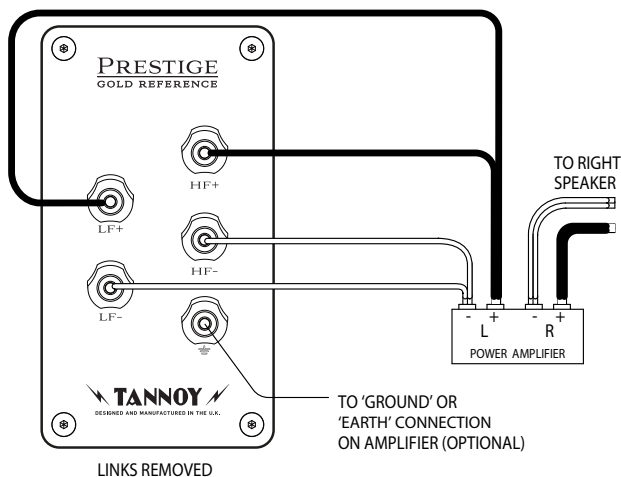 PRESTIGE
GOLD REFERENCE
HF+
LF+
HF-
LF-
TANNOY
DESIGNED AND MANUFACTURED IN THE U.K.
LINKS REMOVED
TO RIGHT
SPEAKER
- + - +
L R
POWER AMPLIFIER
TO 'GROUND' OR
'EARTH' CONNECTION
ON AMPLIFIER (OPTIONAL)